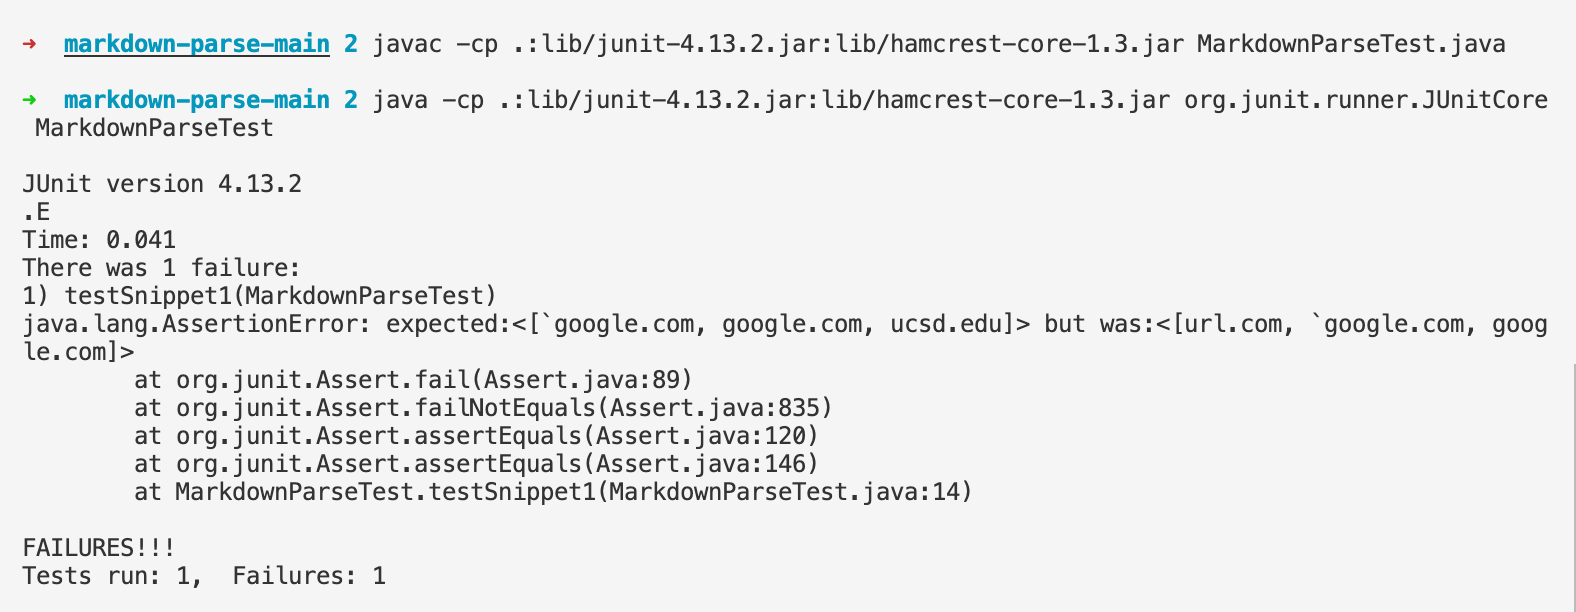 ➜  markdown-parse-main 2 javac -cp .:lib/junit-4.13.2.jar:lib/hamcrest-core-1.3.jar MarkdownParseTest.java
➜  markdown-parse-main 2 java -cp .:lib/junit-4.13.2.jar:lib/hamcrest-core-1.3.jar org.junit.runner.JUnitCore
 MarkdownParseTest
JUnit version 4.13.2
.E
Time: 0.041
There was 1 failure:
1) testSnippet1(MarkdownParseTest)
java.lang.AssertionError: expected:<[`google.com, google.com, ucsd.edu]> but was:<[url.com, `google.com, goog
le.com]>
        at org.junit.Assert.fail(Assert.java:89)
        at org.junit.Assert.failNotEquals(Assert.java:835)
        at org.junit.Assert.assertEquals(Assert.java:120)
        at org.junit.Assert.assertEquals(Assert.java:146)
        at MarkdownParseTest.testSnippet1(MarkdownParseTest.java:14)
FAILURES!!!
Tests run: 1,  Failures: 1